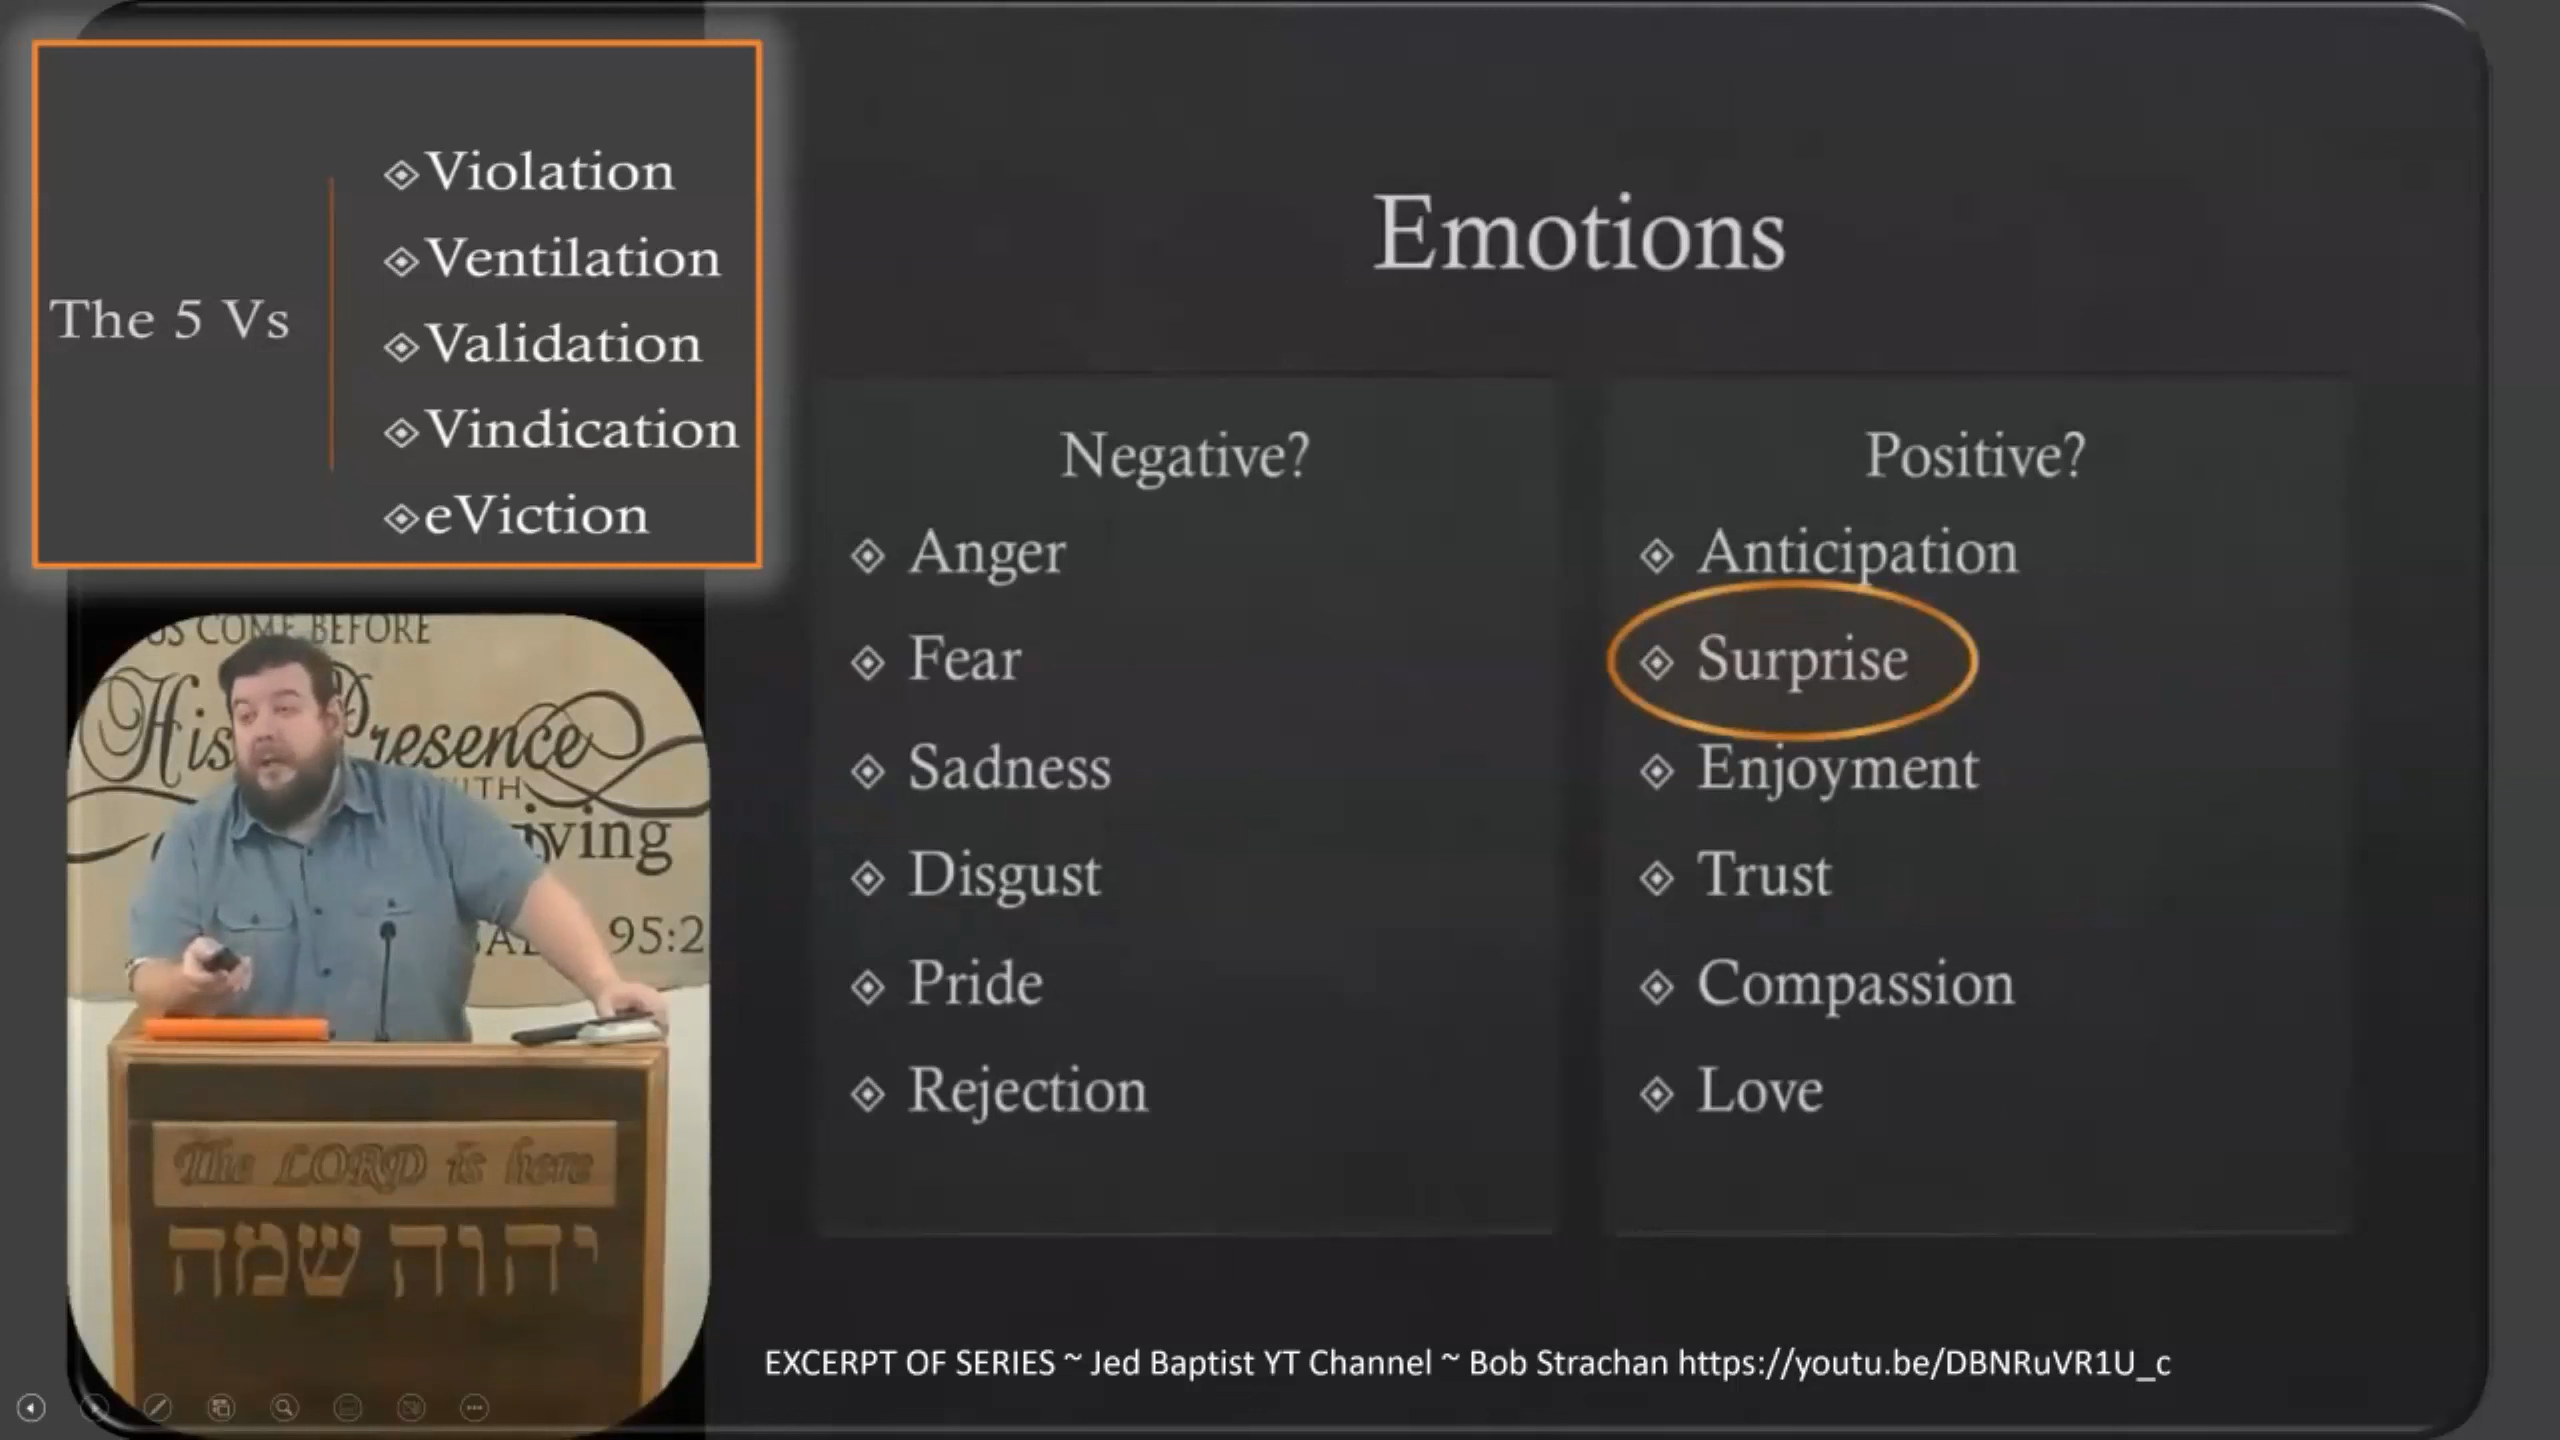 The 5 Vs
Violation
Ventilation
Validation
Vindication
eViction
Emotions
Negative?
Anger
Fear
Sadness
Disgust
Pride
Rejection
Positive?
Anticipation
Surprise
Enjoyment
Trust
Compassion
Love
COME BEFORE
His Presence
95:2
The LORD is here
יהוה שמה
EXCERPT OF SERIES ~ Jed Baptist YT Channel ~ Bob Strachan https://youtu.be/DBNRuVR1U_c